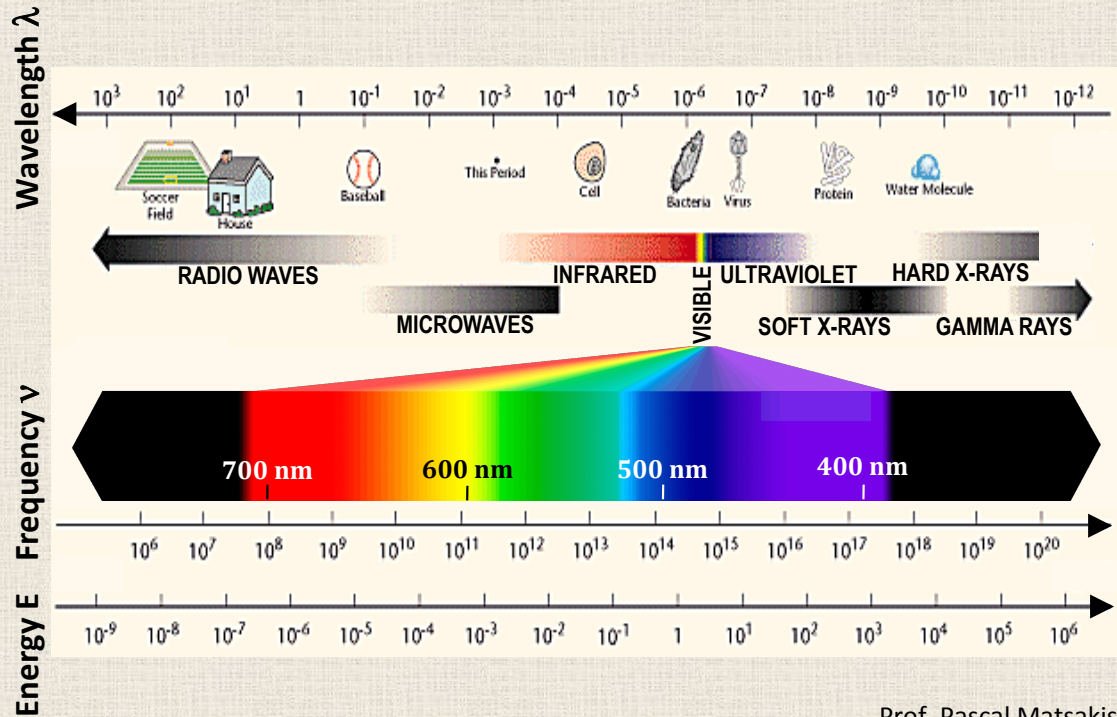 Wavelength λ
10³ 10² 10¹ 1 10⁻¹ 10⁻² 10⁻³ 10⁻⁴ 10⁻⁵ 10⁻⁶ 10⁻⁷ 10⁻⁸ 10⁻⁹ 10⁻¹⁰ 10⁻¹¹ 10⁻¹²
Soccer
Field
House
Baseball
This Period
Cell
Bacteria
Virus
Protein
Water Molecule
RADIO WAVES
INFRARED
VISIBLE
ULTRAVIOLET
HARD X-RAYS
MICROWAVES
SOFT X-RAYS
GAMMA RAYS
Frequency ν
700 nm 600 nm 500 nm 400 nm
10⁶ 10⁷ 10⁸ 10⁹ 10¹⁰ 10¹¹ 10¹² 10¹³ 10¹⁴ 10¹⁵ 10¹⁶ 10¹⁷ 10¹⁸ 10¹⁹ 10²⁰
Energy E
10⁻⁹ 10⁻⁸ 10⁻⁷ 10⁻⁶ 10⁻⁵ 10⁻⁴ 10⁻³ 10⁻² 10⁻¹ 1 10¹ 10² 10³ 10⁴ 10⁵ 10⁶
Prof. Pascal Matsakis